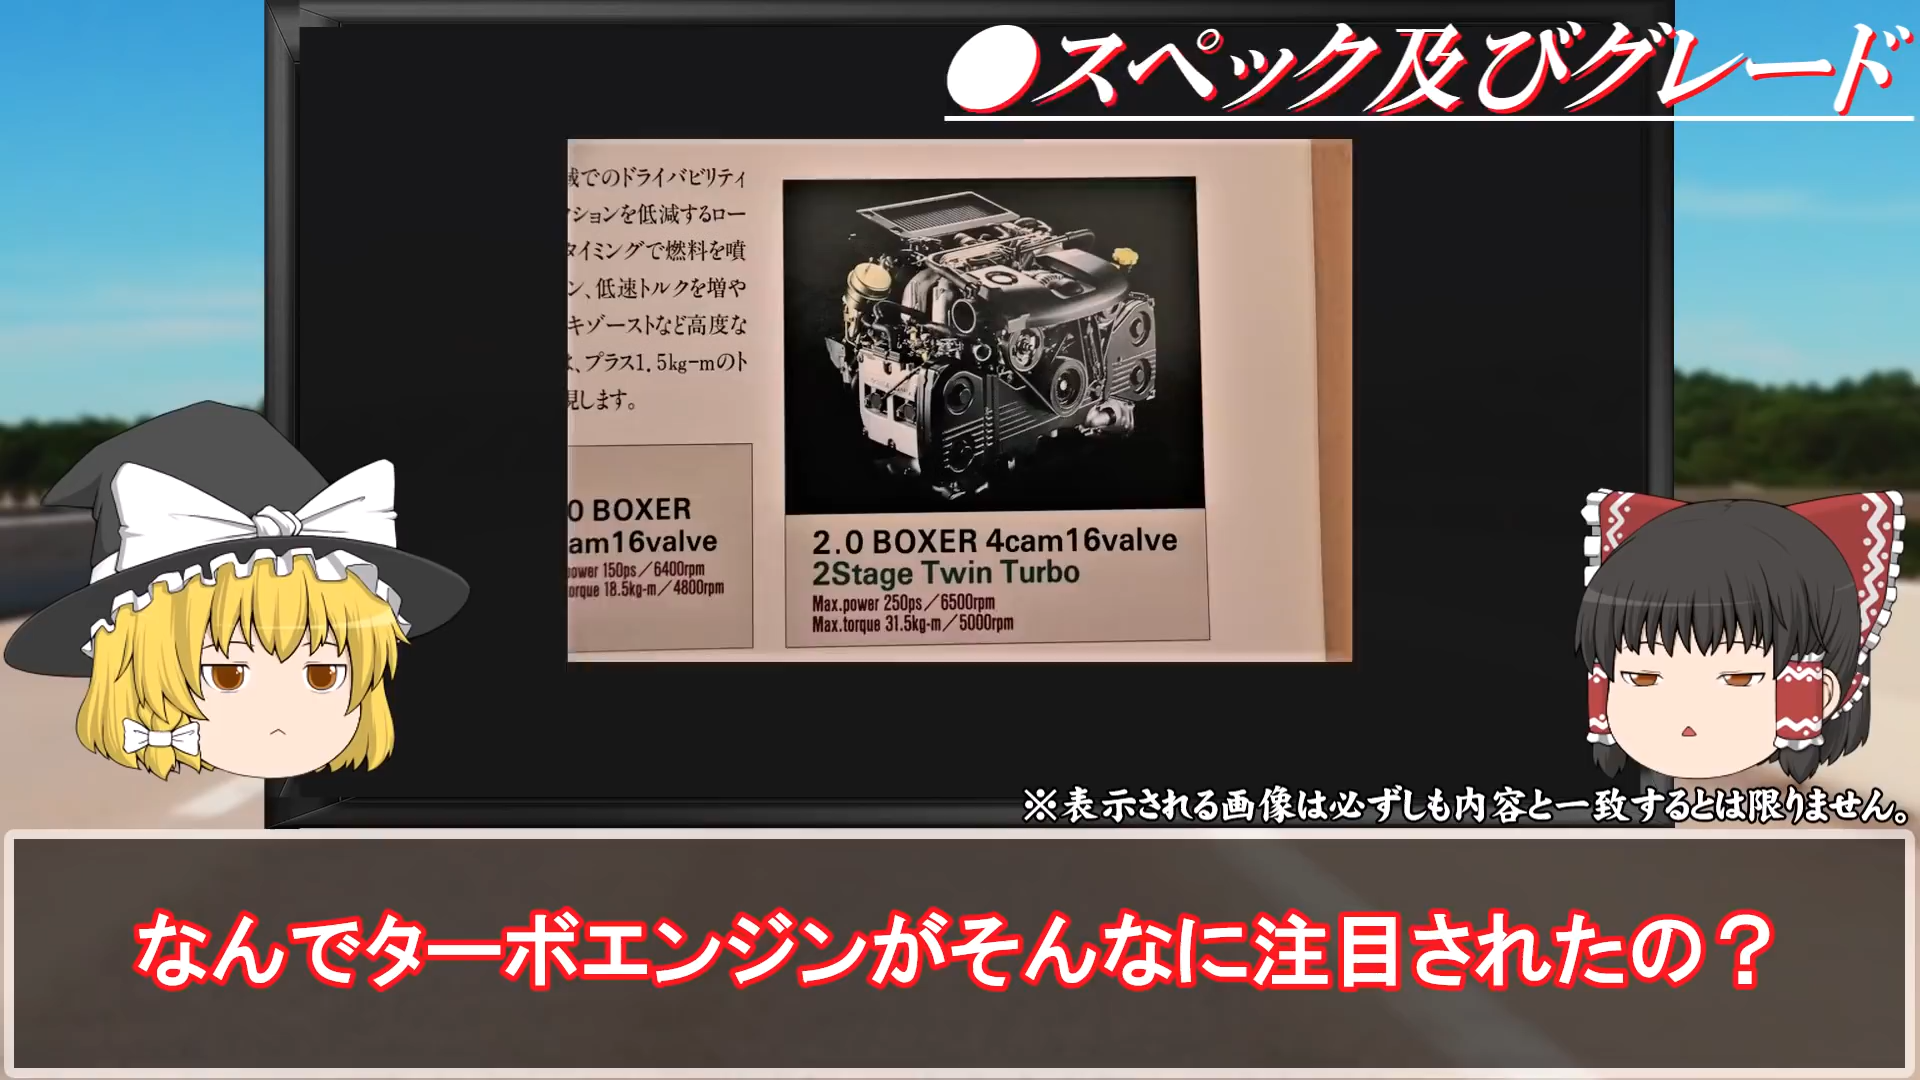 ●スペック及びグレード
域でのドライバビリティ
クションを低減するロー
タイミングで燃料を噴
ン、低速トルクを増や
キゾーストなど高度な
は、プラス1.5kg-mのト
現します。
0 BOXER
am16valve
power 150ps／6400rpm
torque 18.5kg-m／4800rpm
2.0 BOXER 4cam16valve
2Stage Twin Turbo
Max.power 250ps／6500rpm
Max.torque 31.5kg-m／5000rpm
※表示される画像は必ずしも内容と一致するとは限りません。
なんでターボエンジンがそんなに注目されたの？